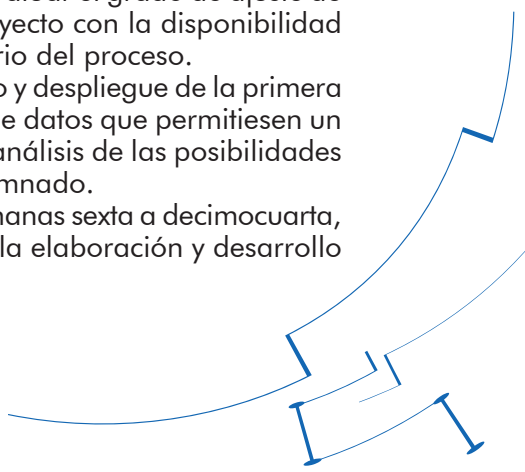 yecto con la disponibilidad
rio del proceso.
o y despliegue de la primera
e datos que permitiesen un
análisis de las posibilidades
mnado.
nanas sexta a decimocuarta,
la elaboración y desarrollo